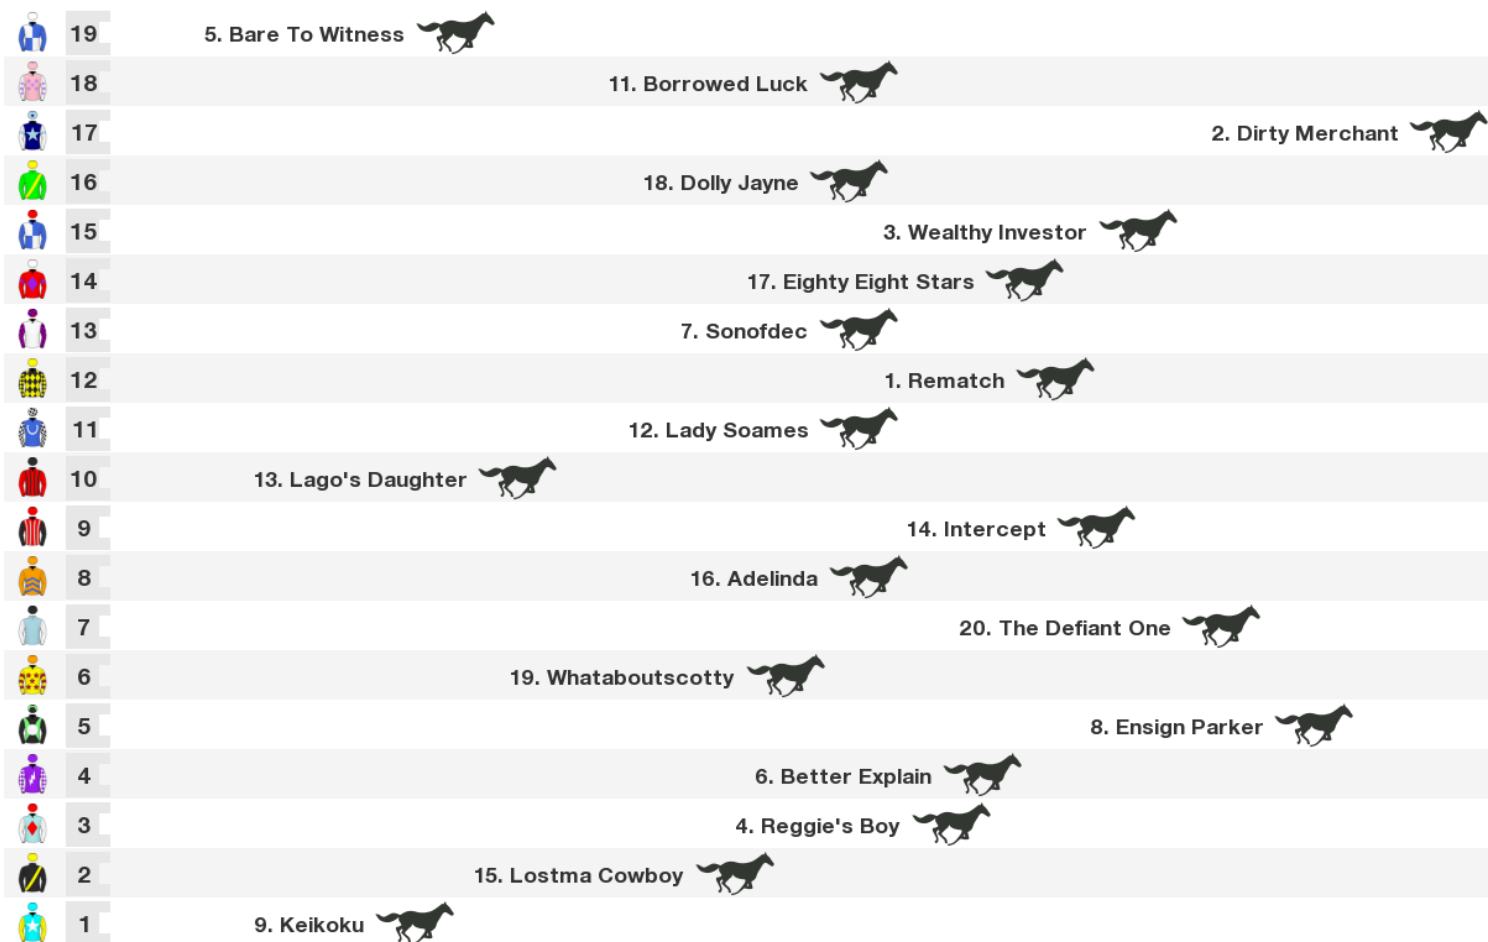 19 5. Bare To Witness
18 11. Borrowed Luck
17 2. Dirty Merchant
16 18. Dolly Jayne
15 3. Wealthy Investor
14 17. Eighty Eight Stars
13 7. Sonofdec
12 1. Rematch
11 12. Lady Soames
10 13. Lago's Daughter
9 14. Intercept
8 16. Adelinda
7 20. The Defiant One
6 19. Whataboutscotty
5 8. Ensign Parker
4 6. Better Explain
3 4. Reggie's Boy
2 15. Lostma Cowboy
1 9. Keikoku